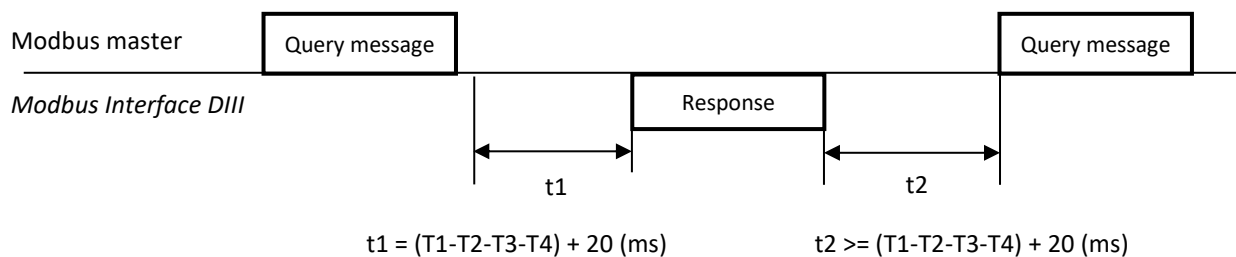 Modbus master
Query message
Query message
Modbus Interface DIII
Response
t1
t2
t1 = (T1-T2-T3-T4) + 20 (ms)
t2 >= (T1-T2-T3-T4) + 20 (ms)